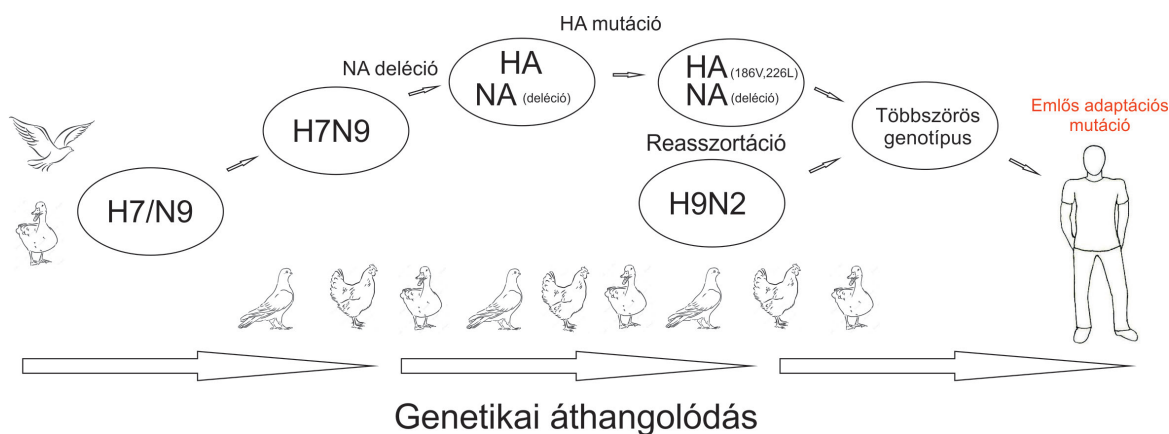 HA mutáció
NA deléció
HA
NA (deléció)
HA (186V,226L)
NA (deléció)
H7N9
Többszörös
genotípus
Emlős adaptációs
mutáció
Reasszortáció
H7/N9
H9N2
Genetikai áthangolódás